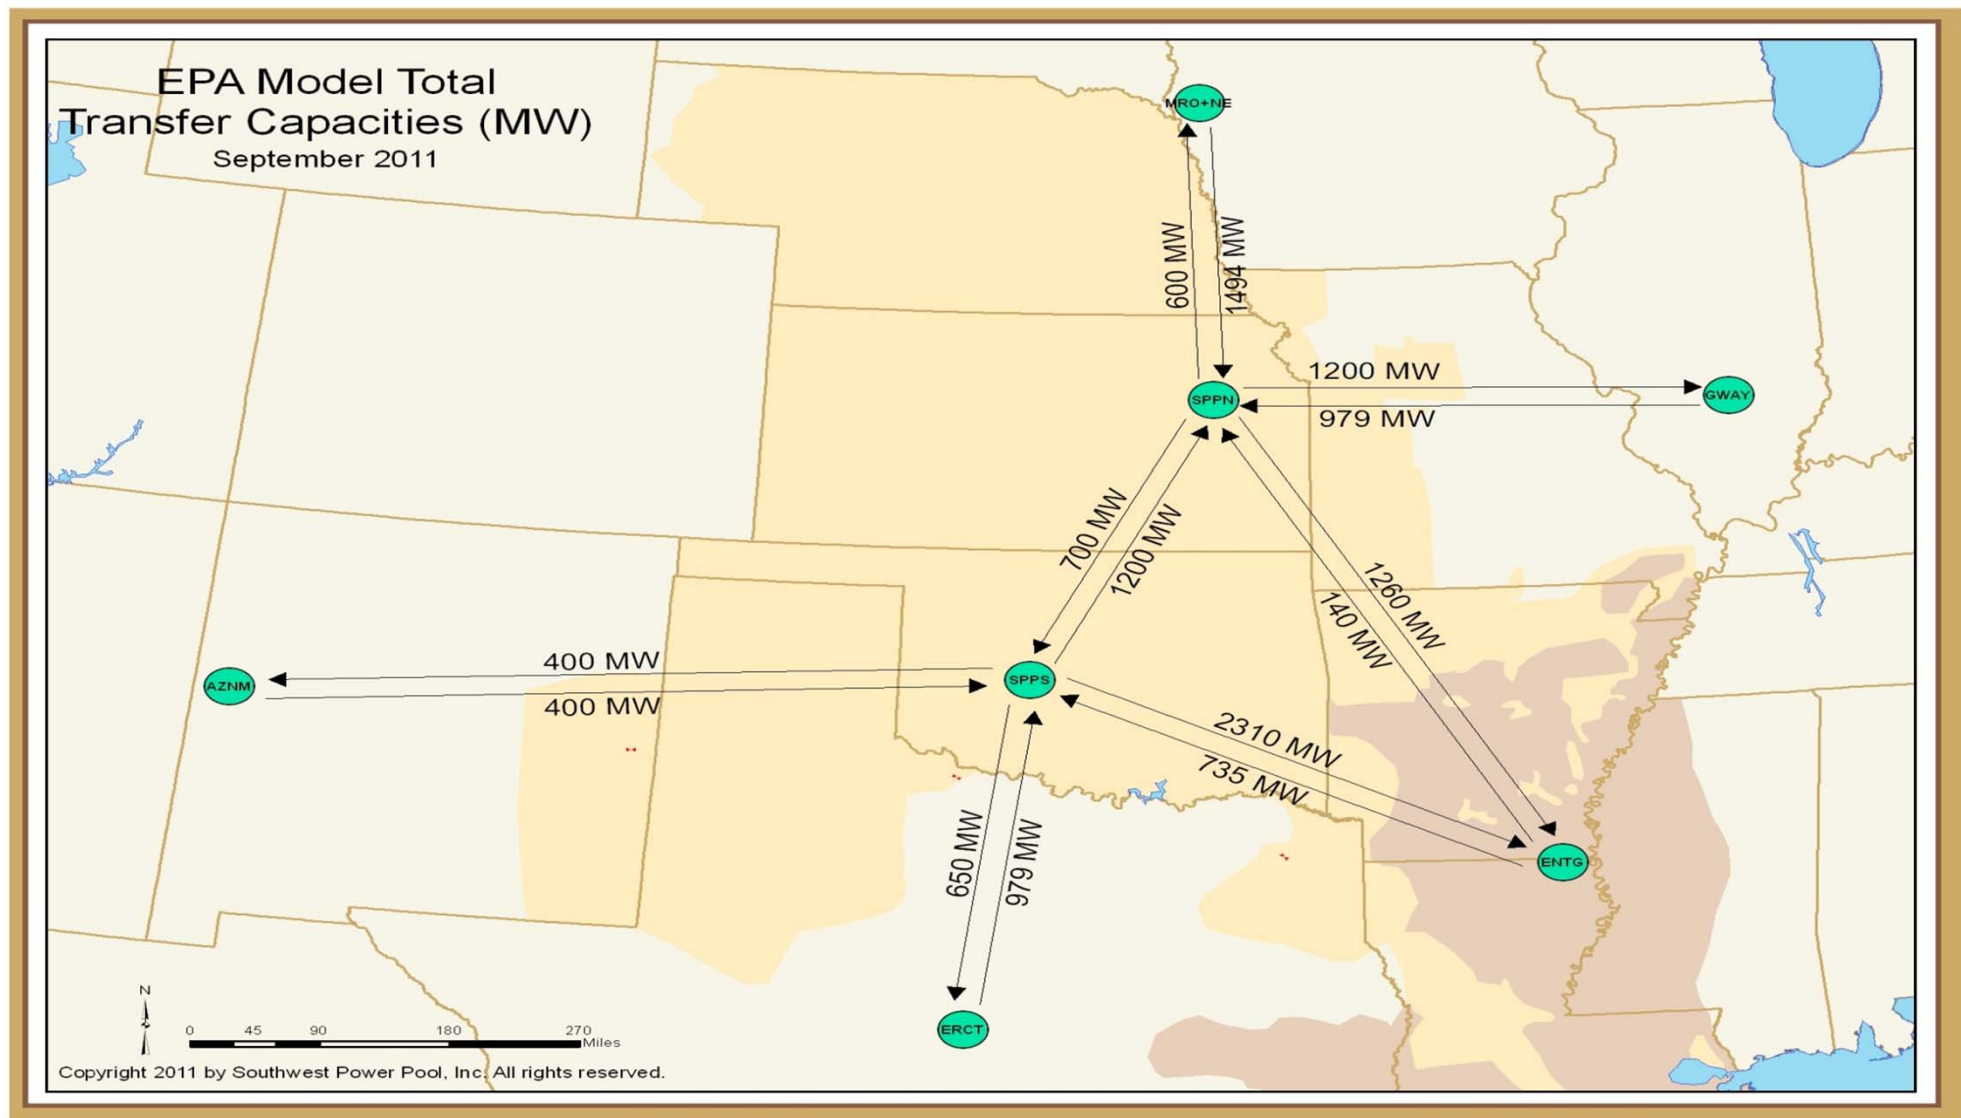 EPA Model Total
Transfer Capacities (MW)
September 2011
MRO+NE
600 MW
1494 MW
1200 MW
SPPN
GWAY
979 MW
700 MW
1200 MW
1260 MW
140 MW
400 MW
AZNM
SPPS
400 MW
2310 MW
735 MW
650 MW
979 MW
ENTG
N
ERCT
0 45 90 180 270
Miles
Copyright 2011 by Southwest Power Pool, Inc. All rights reserved.